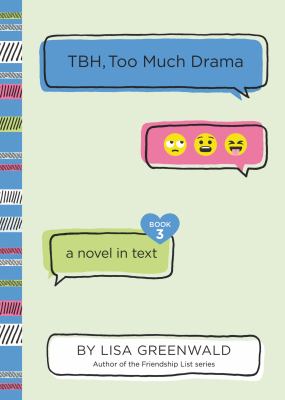 TBH, Too Much Drama
BOOK
3
a novel in text
BY LISA GREENWALD
Author of the Friendship List series